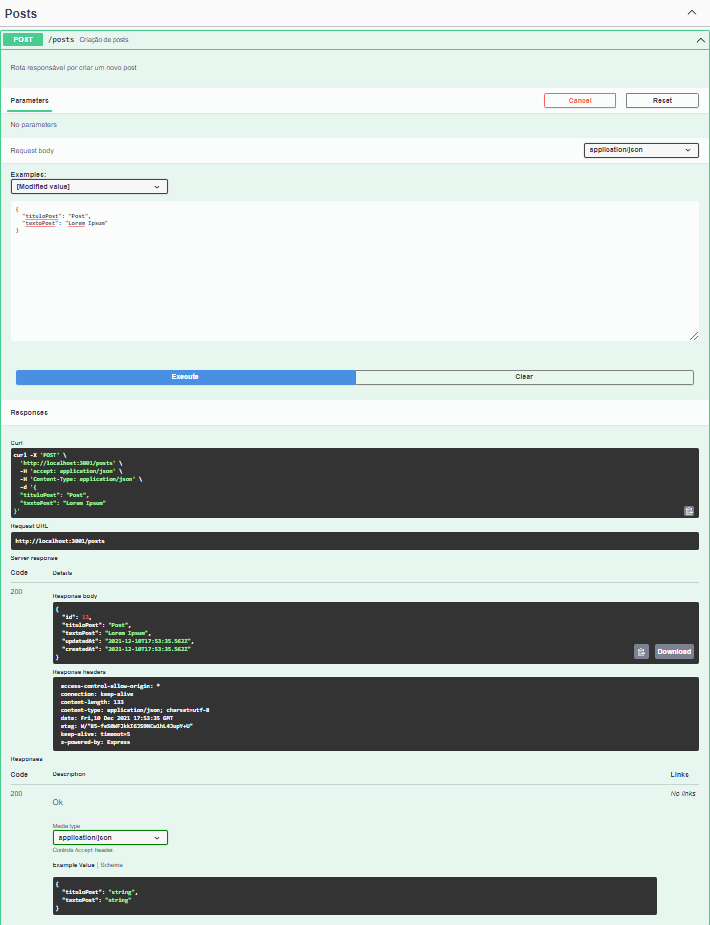 Posts
POST /posts Criação de posts
Rota responsável por criar um novo post
Parameters Cancel Reset
No parameters
Request body application/json
Examples:
[Modified value]
{
"tituloPost": "Post",
"textoPost": "Lorem Ipsum"
}
Execute Clear
Responses
Curl
curl -X 'POST' \
'http://localhost:3001/posts' \
-H 'accept: application/json' \
-H 'Content-Type: application/json' \
-d '{
"tituloPost": "Post",
"textoPost": "Lorem Ipsum"
}'
Request URL
http://localhost:3001/posts
Server response
Code Details
200
Response body
{
"id":
"tituloPost": "Post",
"textoPost": "Lorem Ipsum",
"updatedAt": "2021-12-10T17:53:35.562Z",
"createdAt": "2021-12-10T17:53:35.562Z"
}
Download
Response headers
access-control-allow-origin: *
connection: keep-alive
content-length: 133
content-type: application/json; charset=utf-8
date: Fri,10 Dec 2021 17:53:35 GMT
etag:
keep-alive: timeout=5
x-powered-by: Express
Responses
Code Description Links
200 No links
Ok
Media type
application/json
Controls Accept header.
Example Value | Schema
{
"tituloPost": "string",
"textoPost": "string"
}